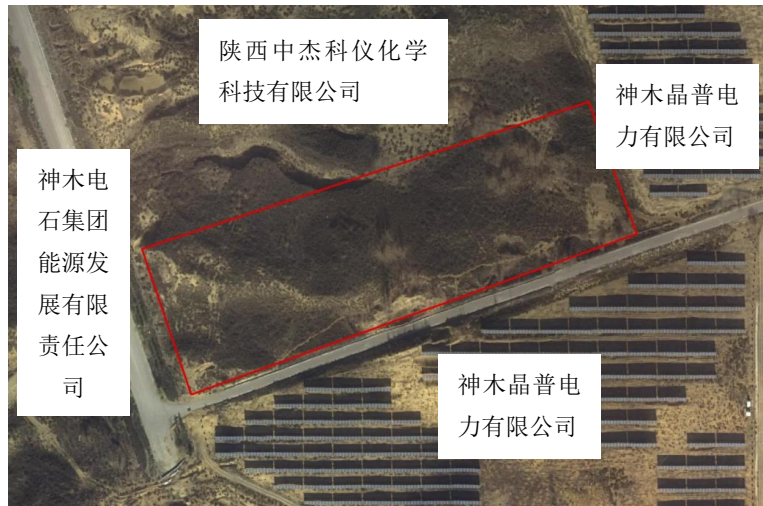 陕西中杰科仪化学
科技有限公司
神木晶普电
力有限公司
神木电
石集团
能源发
展有限
责任公
司
神木晶普电
力有限公司